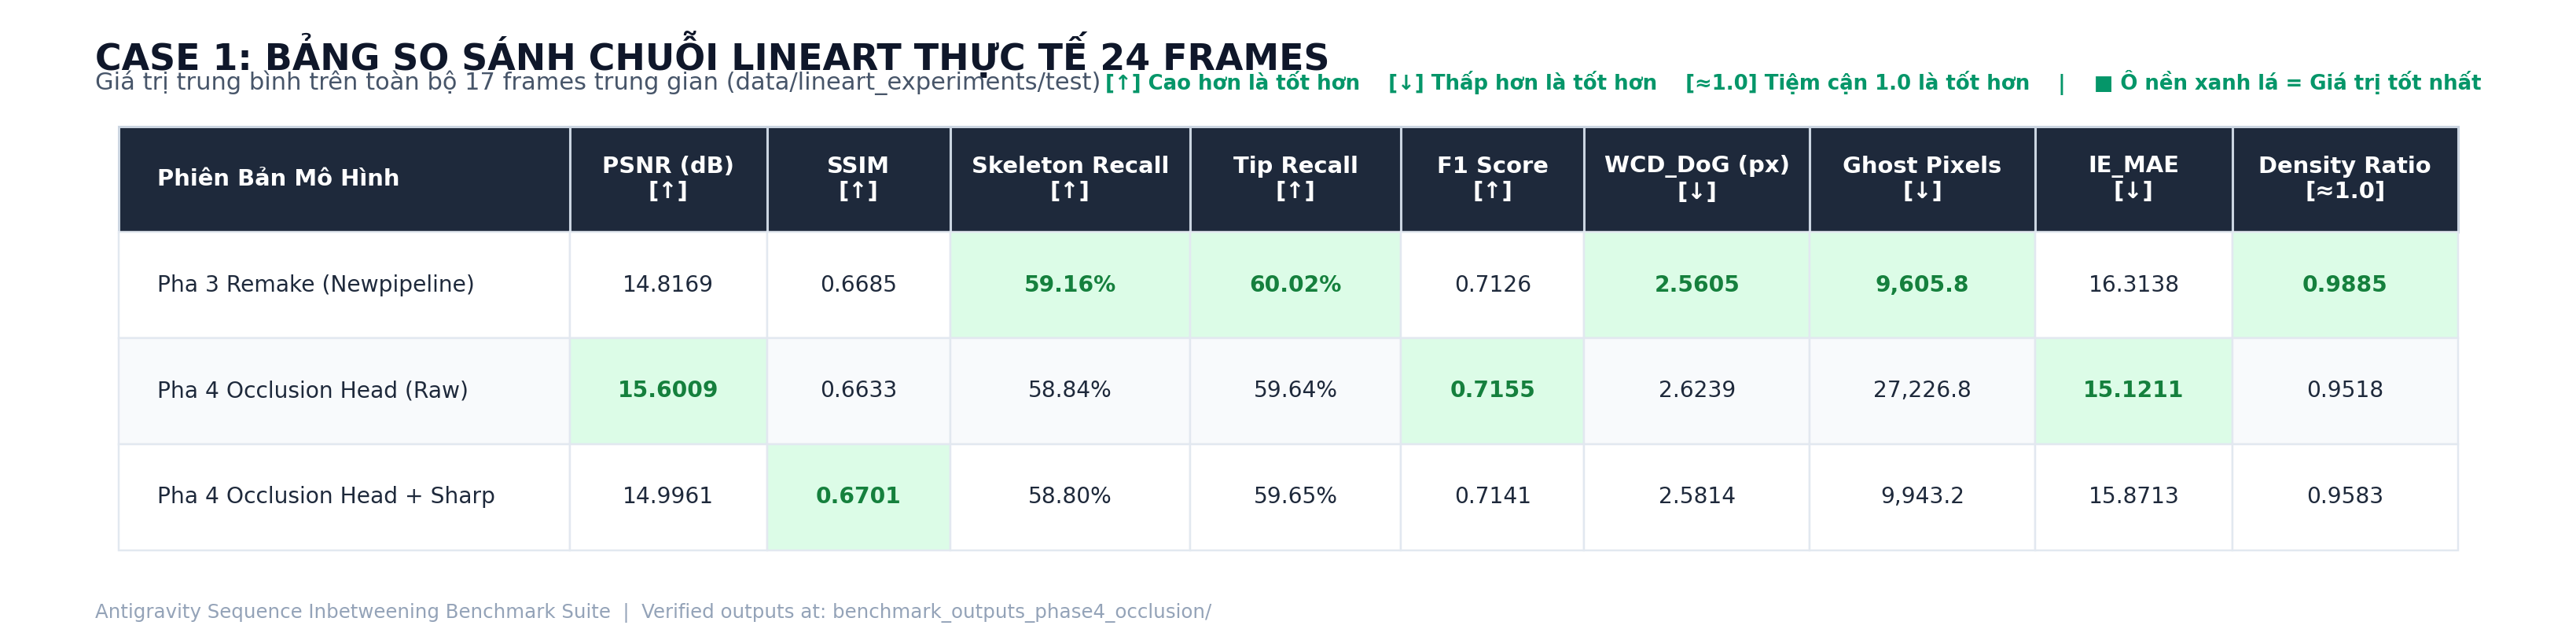 CASE 1: BẢNG SO SÁNH CHUỖI LINEART THỰC TẾ 24 FRAMES
Giá trị trung bình trên toàn bộ 17 frames trung gian (data/lineart_experiments/test) [↑] Cao hơn là tốt hơn [↓] Thấp hơn là tốt hơn [≈1.0] Tiệm cận 1.0 là tốt hơn | ■ Ô nền xanh lá = Giá trị tốt nhất
Phiên Bản Mô Hình PSNR (dB) [↑] SSIM [↑] Skeleton Recall [↑] Tip Recall [↑] F1 Score [↑] WCD_DoG (px) [↓] Ghost Pixels [↓] IE_MAE [↓] Density Ratio [≈1.0]
Pha 3 Remake (Newpipeline) 14.8169 0.6685 59.16% 60.02% 0.7126 2.5605 9,605.8 16.3138 0.9885
Pha 4 Occlusion Head (Raw) 15.6009 0.6633 58.84% 59.64% 0.7155 2.6239 27,226.8 15.1211 0.9518
Pha 4 Occlusion Head + Sharp 14.9961 0.6701 58.80% 59.65% 0.7141 2.5814 9,943.2 15.8713 0.9583
Antigravity Sequence Inbetweening Benchmark Suite | Verified outputs at: benchmark_outputs_phase4_occlusion/